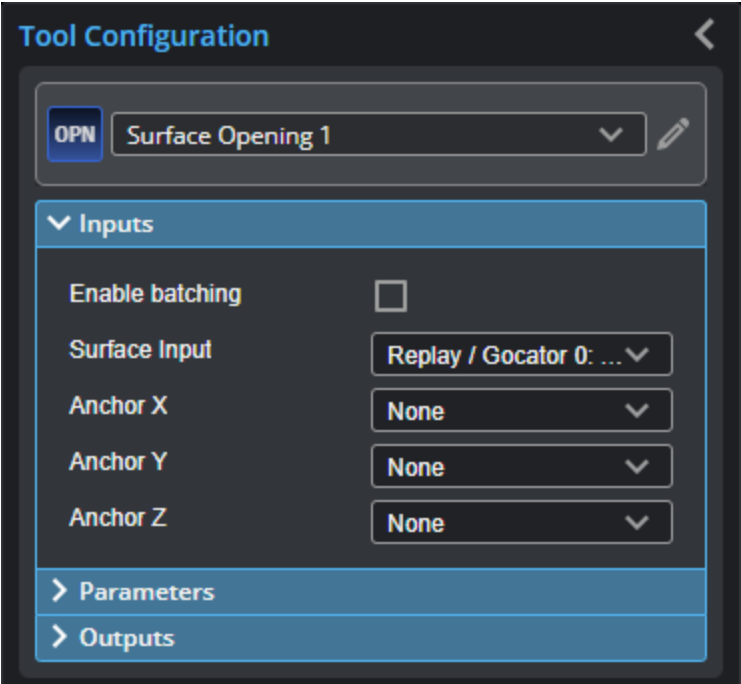 Tool Configuration
OPN Surface Opening 1
Inputs
Enable batching
Surface Input Replay / Gocator 0: ...
Anchor X None
Anchor Y None
Anchor Z None
Parameters
Outputs